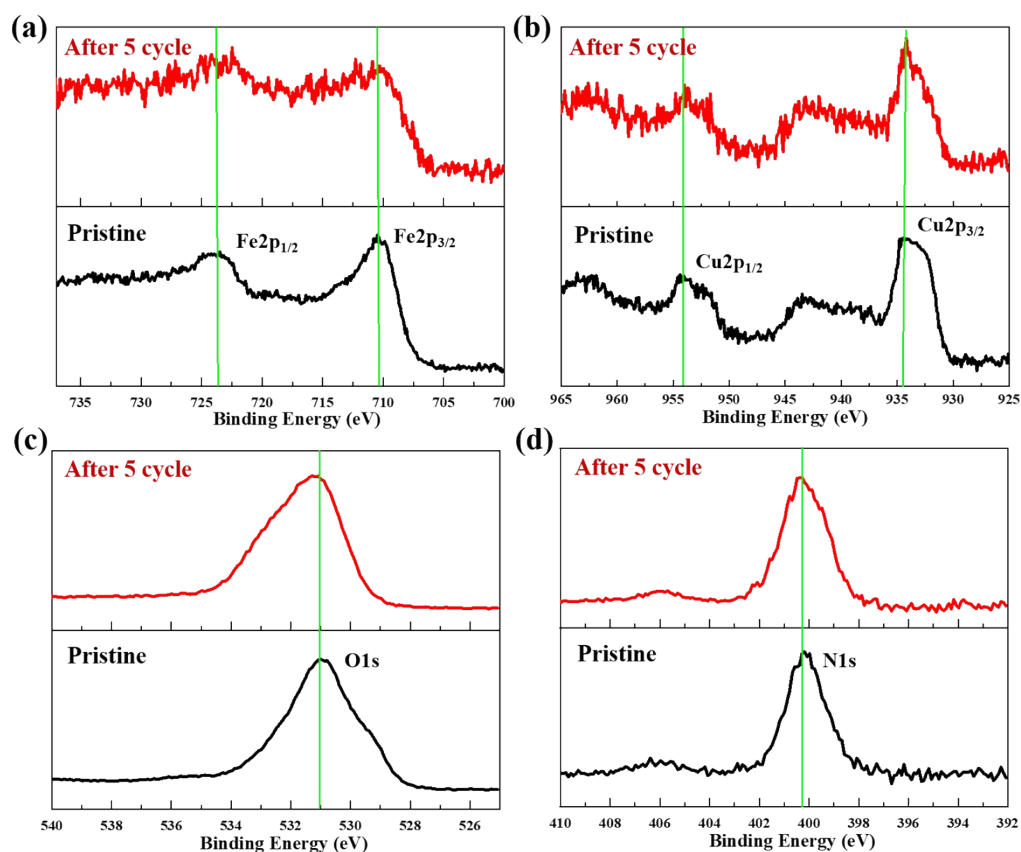 (a)
After 5 cycle
Pristine
Fe2p1/2
Fe2p3/2
735 730 725 720 715 710 705 700
Binding Energy (eV)
(b)
After 5 cycle
Pristine
Cu2p1/2
Cu2p3/2
965 960 955 950 945 940 935 930 925
Binding Energy (eV)
(c)
After 5 cycle
Pristine
O1s
540 538 536 534 532 530 528 526
Binding Energy (eV)
(d)
After 5 cycle
Pristine
N1s
410 408 406 404 402 400 398 396 394 392
Binding Energy (eV)